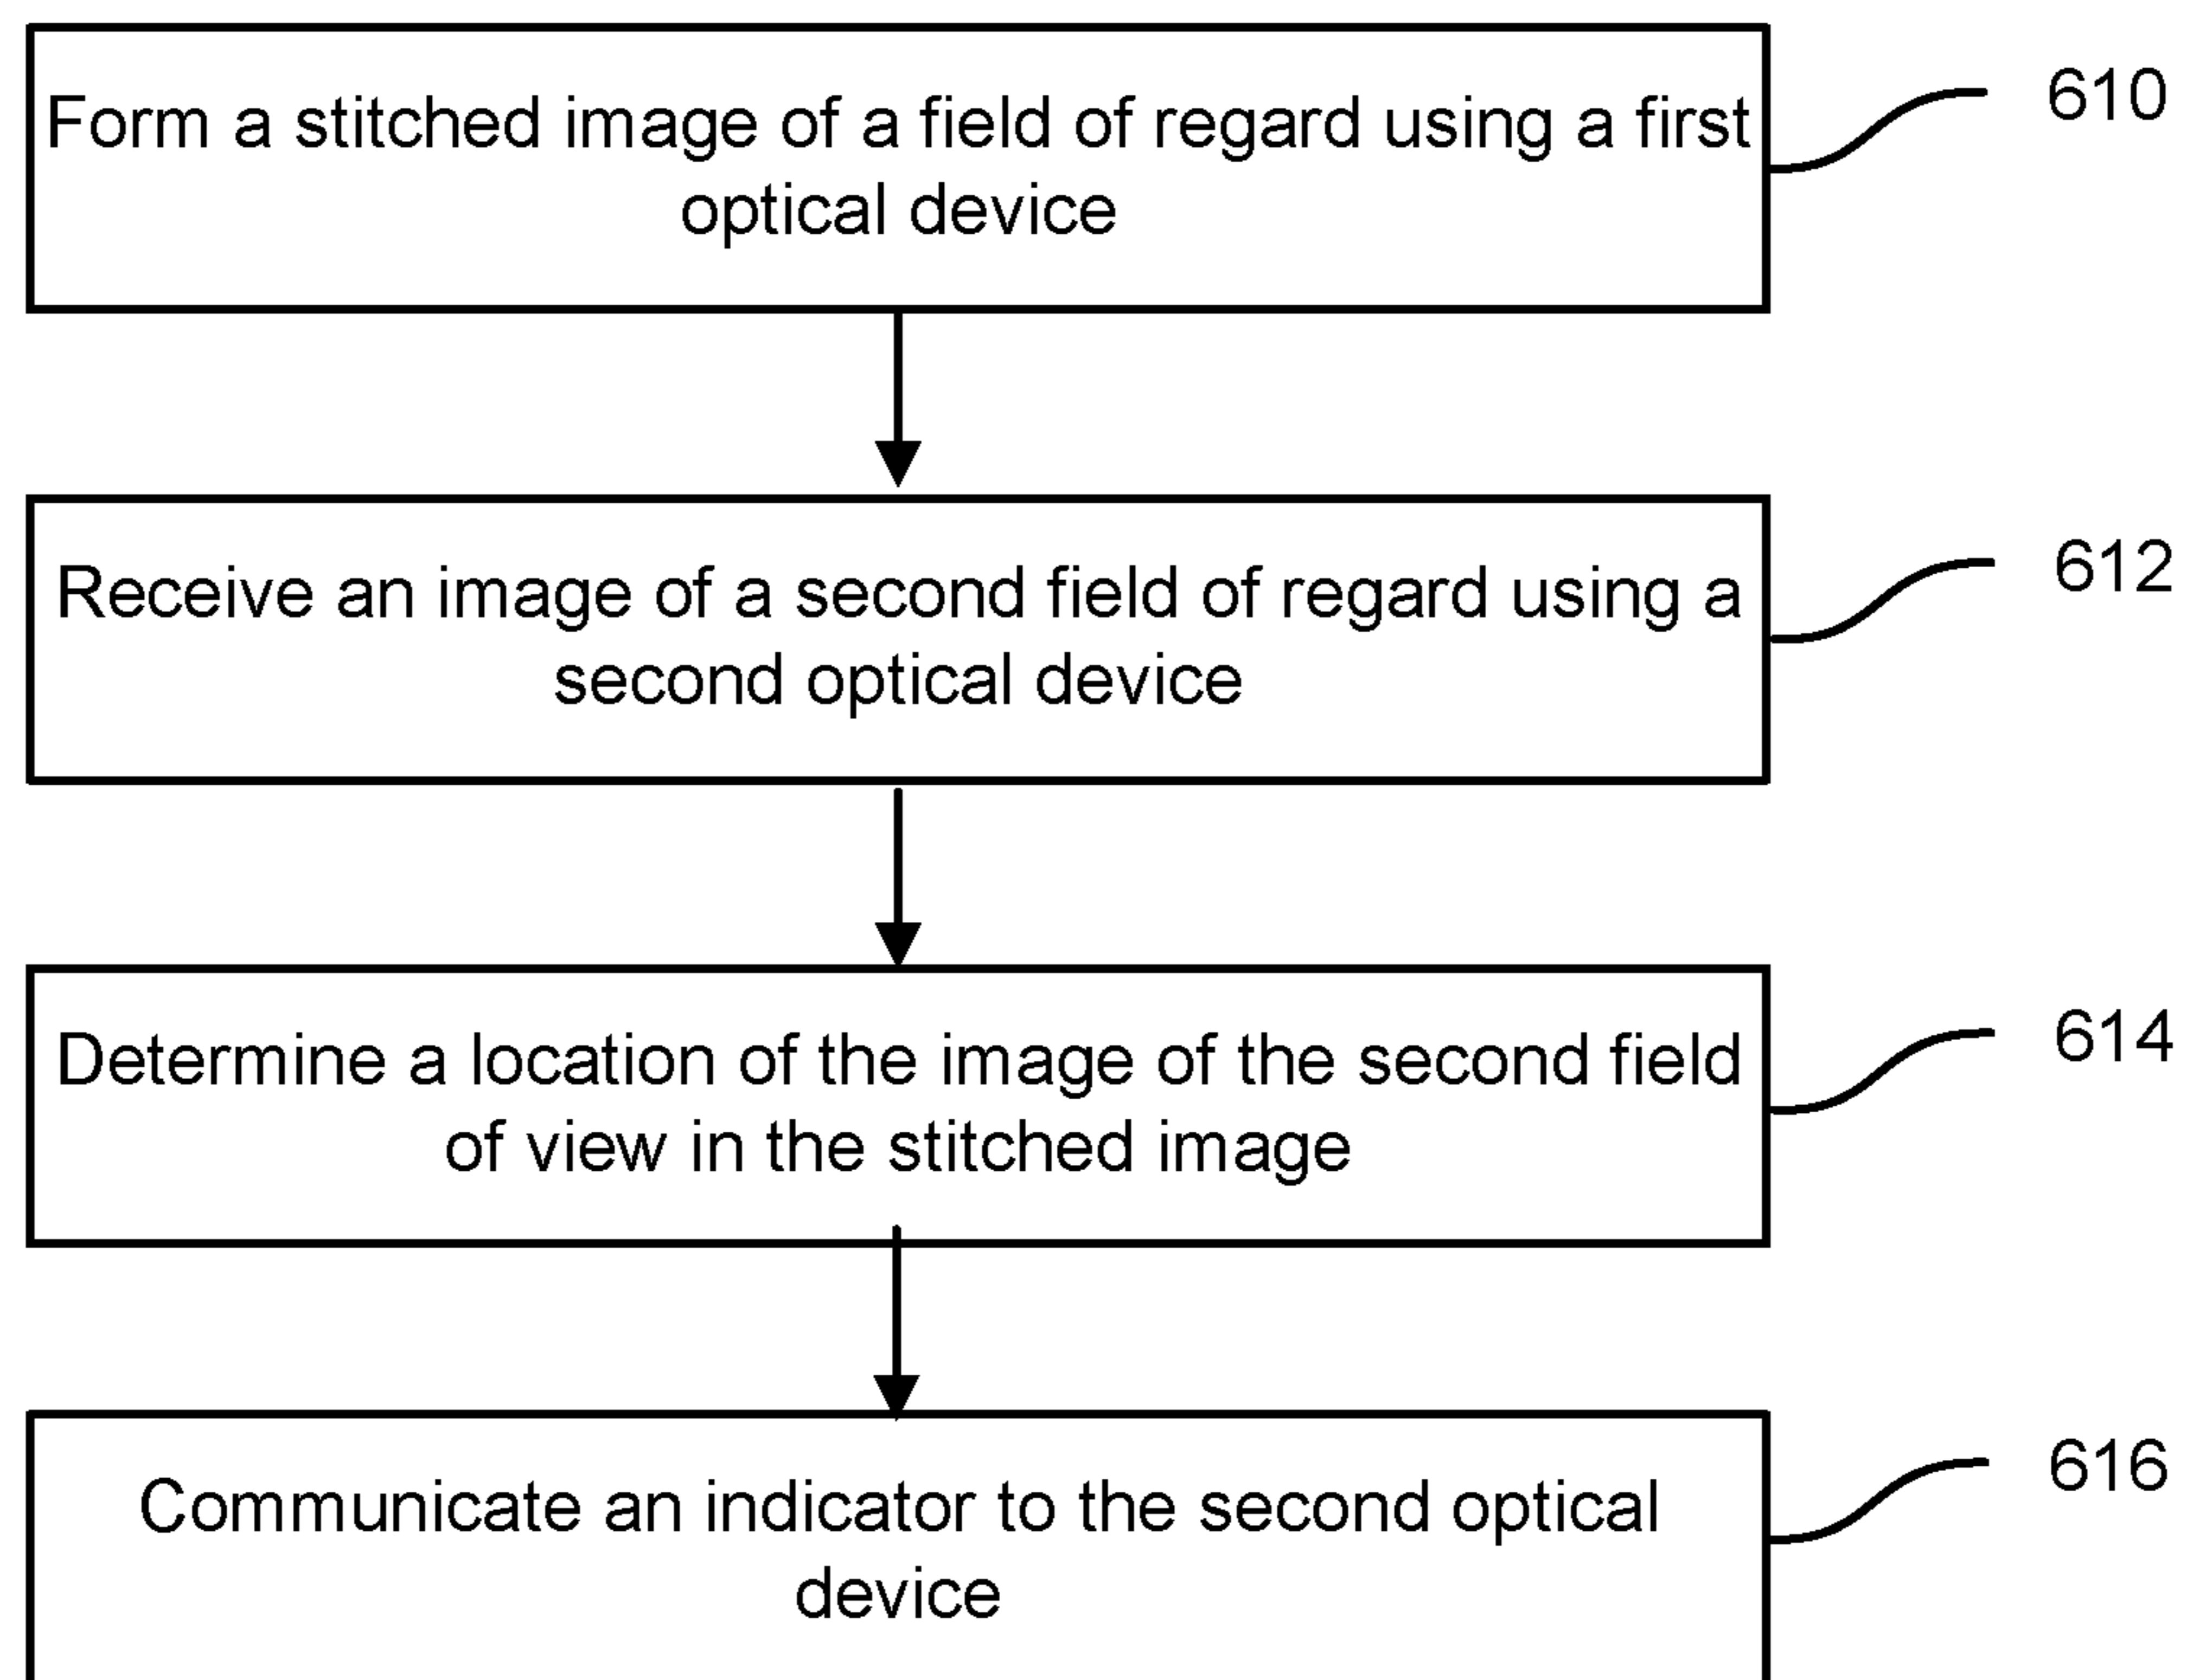 Form a stitched image of a field of regard using a first
optical device
610
Receive an image of a second field of regard using a
second optical device
612
Determine a location of the image of the second field
of view in the stitched image
614
Communicate an indicator to the second optical
device
616